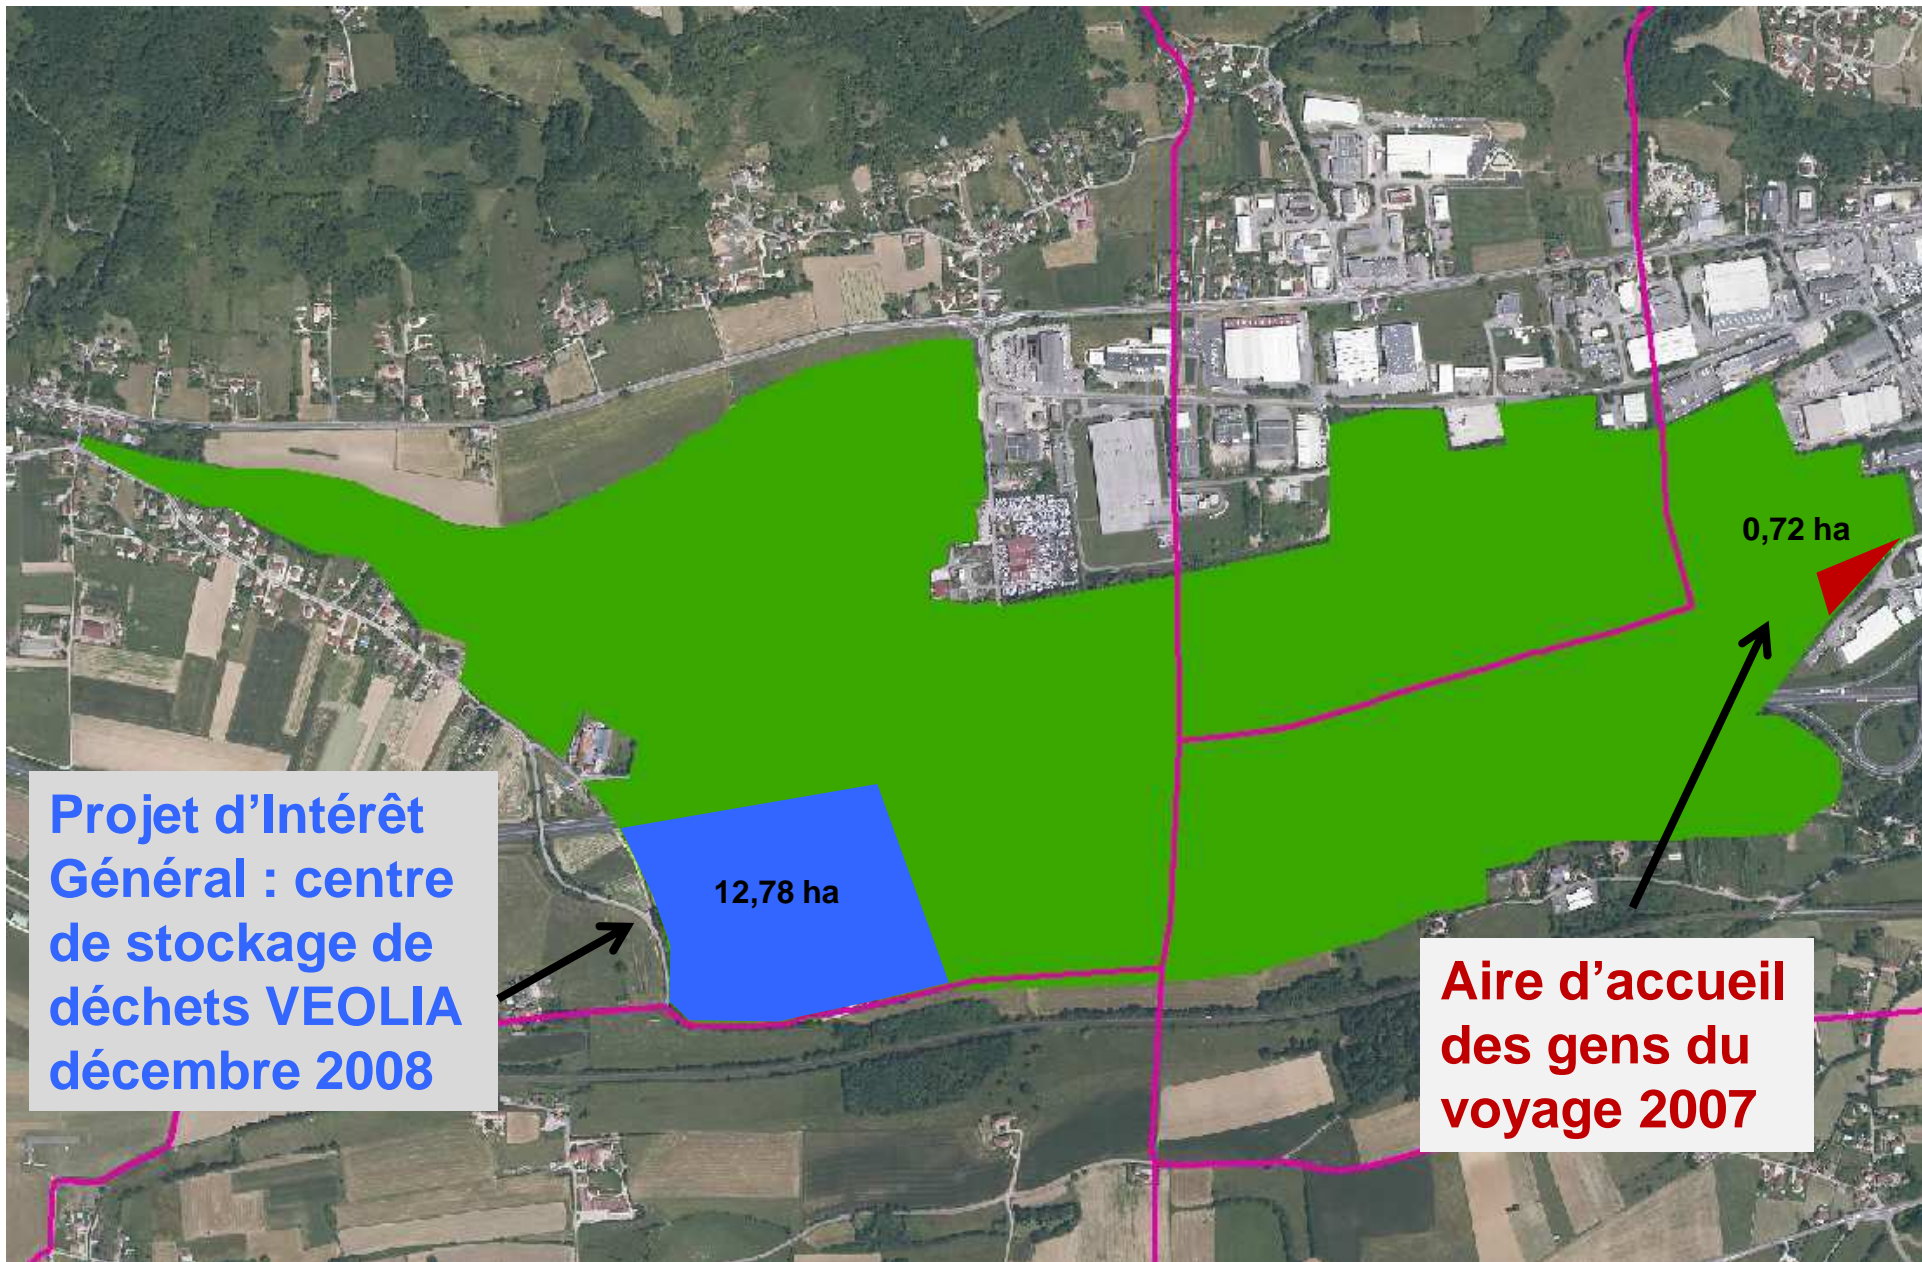 0,72 ha
Projet d’Intérêt
Général : centre
de stockage de
déchets VEOLIA
décembre 2008
12,78 ha
Aire d’accueil
des gens du
voyage 2007